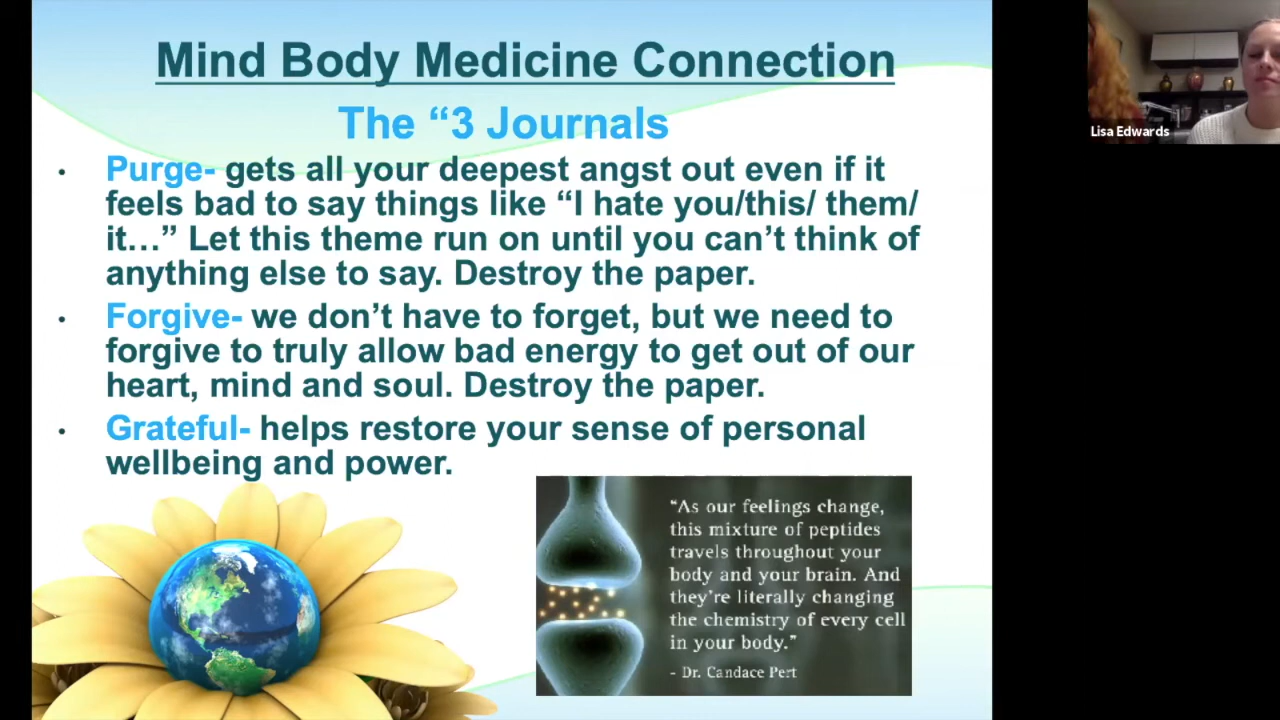 Mind Body Medicine Connection
The “3 Journals
• Purge- gets all your deepest angst out even if it
feels bad to say things like “I hate you/this/ them/
it…” Let this theme run on until you can’t think of
anything else to say. Destroy the paper.
• Forgive- we don’t have to forget, but we need to
forgive to truly allow bad energy to get out of our
heart, mind and soul. Destroy the paper.
• Grateful- helps restore your sense of personal
wellbeing and power.
“As our feelings change,
this mixture of peptides
travels throughout your
body and your brain. And
they’re literally changing
the chemistry of every cell
in your body.”
- Dr. Candace Pert
Lisa Edwards